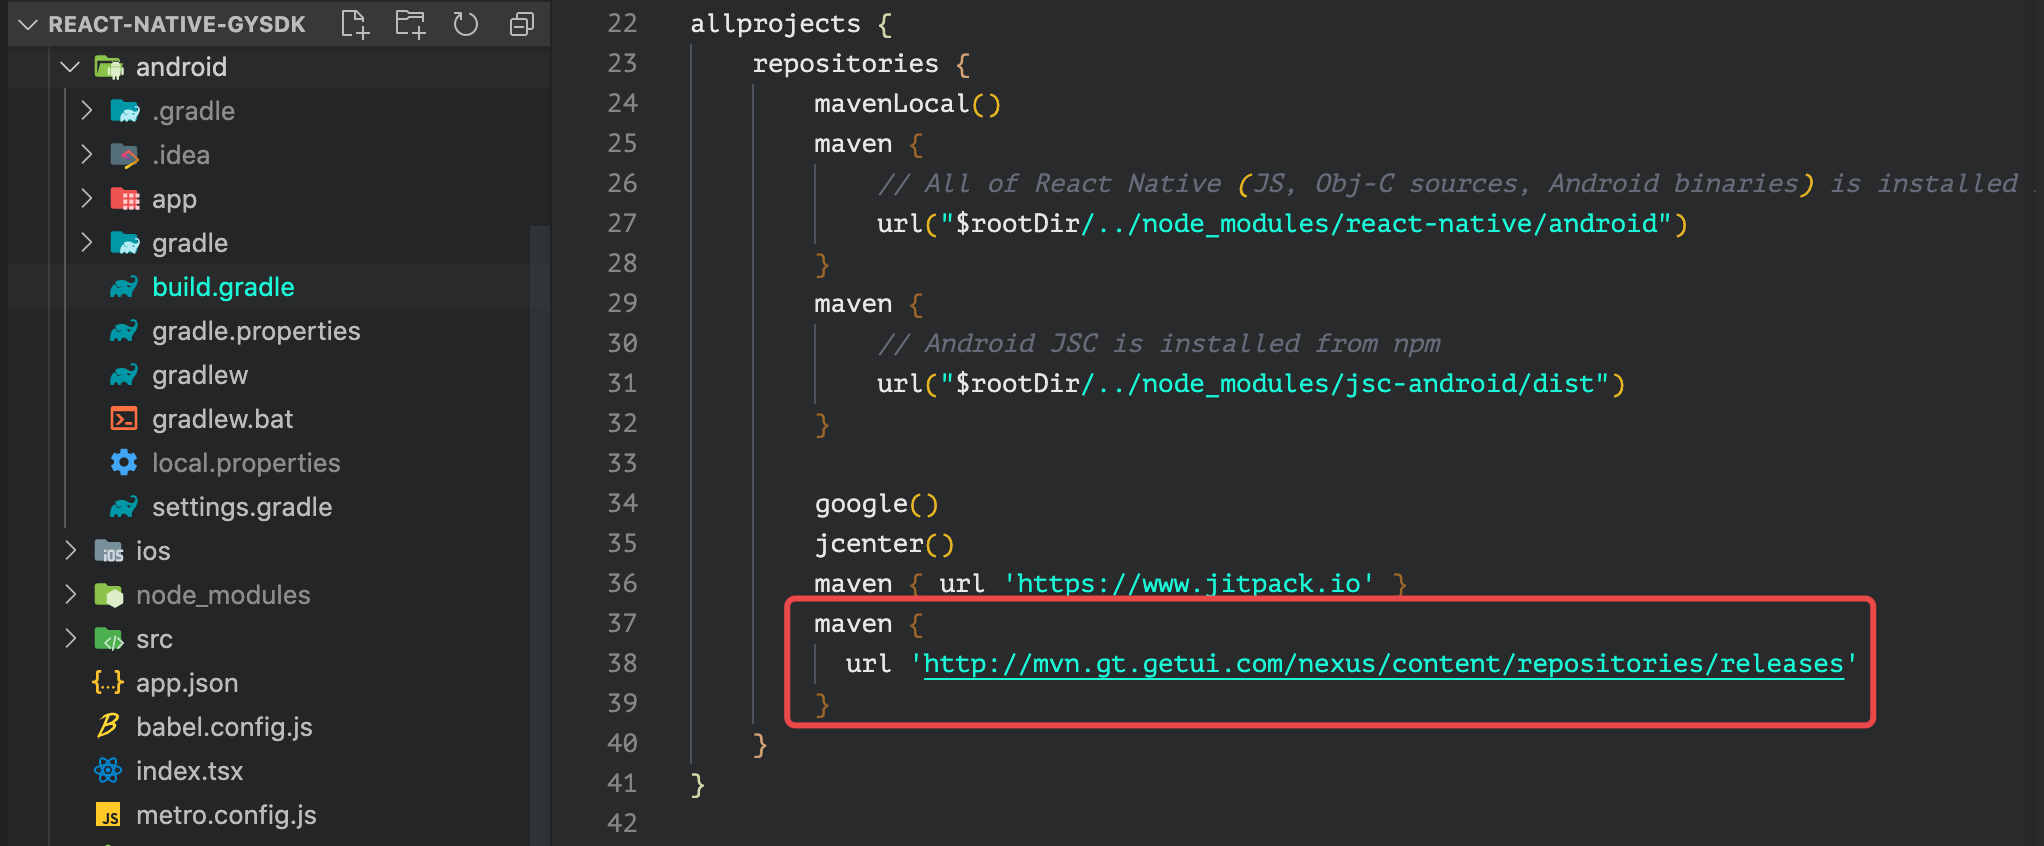 REACT-NATIVE-GYSDK
android
.gradle
.idea
app
gradle
build.gradle
gradle.properties
gradlew
gradlew.bat
local.properties
settings.gradle
ios
node_modules
src
app.json
babel.config.js
index.tsx
metro.config.js
22 allprojects {
23 repositories {
24 mavenLocal()
25 maven {
26 // All of React Native (JS, Obj-C sources, Android binaries) is installed
27 url("$rootDir/../node_modules/react-native/android")
28 }
29 maven {
30 // Android JSC is installed from npm
31 url("$rootDir/../node_modules/jsc-android/dist")
32 }
33
34 google()
35 jcenter()
36 maven { url 'https://www.jitpack.io' }
37 maven {
38 url 'http://mvn.gt.getui.com/nexus/content/repositories/releases'
39 }
40 }
41 }
42